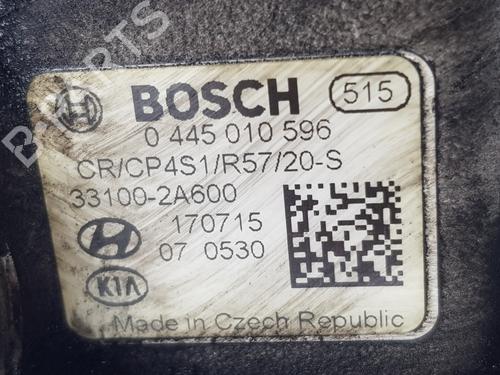 BOSCH 515
0 445 010 596
CR/CP4S1/R57/20-S
33100-2A600
170715
07 0530
KIA
Made in Czech Republic
PARTS